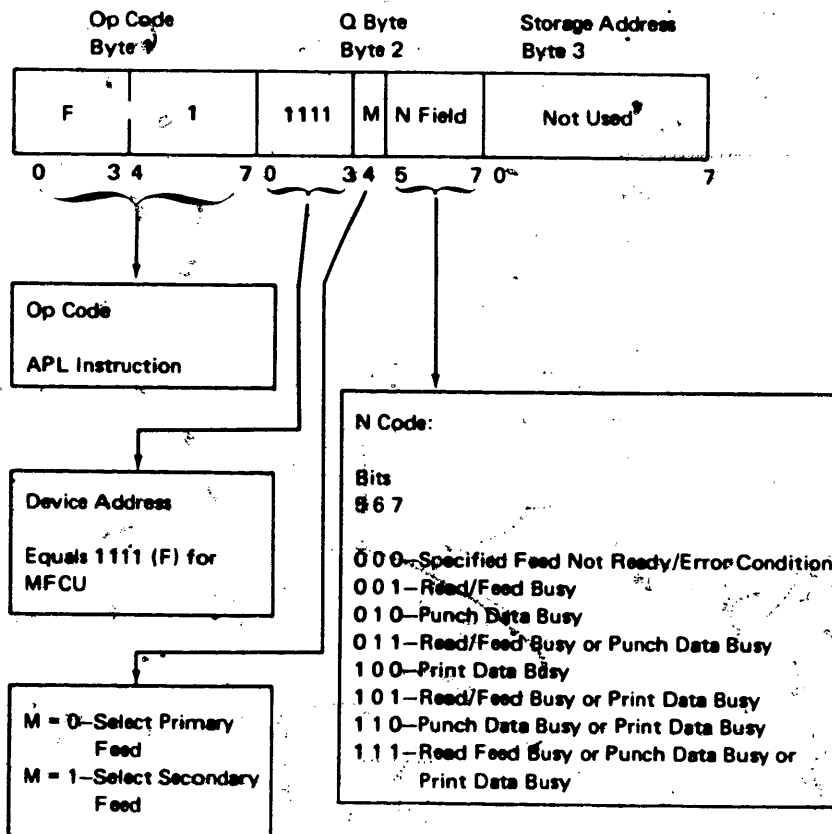 Op Code
Byte
Q Byte
Byte 2
Storage Address
Byte 3
F
1
1111
M
N Field
Not Used
0 3 4 7 0 3 4 5 7 0 7
Op Code
APL Instruction
Device Address
Equals 1111 (F) for
MFCU
M = 0–Select Primary
Feed
M = 1–Select Secondary
Feed
N Code:
Bits
5 6 7
0 0 0–Specified Feed Not Ready/Error Condition
0 0 1–Read/Feed Busy
0 1 0–Punch Data Busy
0 1 1–Read/Feed Busy or Punch Data Busy
1 0 0–Print Data Busy
1 0 1–Read/Feed Busy or Print Data Busy
1 1 0–Punch Data Busy or Print Data Busy
1 1 1–Read Feed Busy or Punch Data Busy or
Print Data Busy